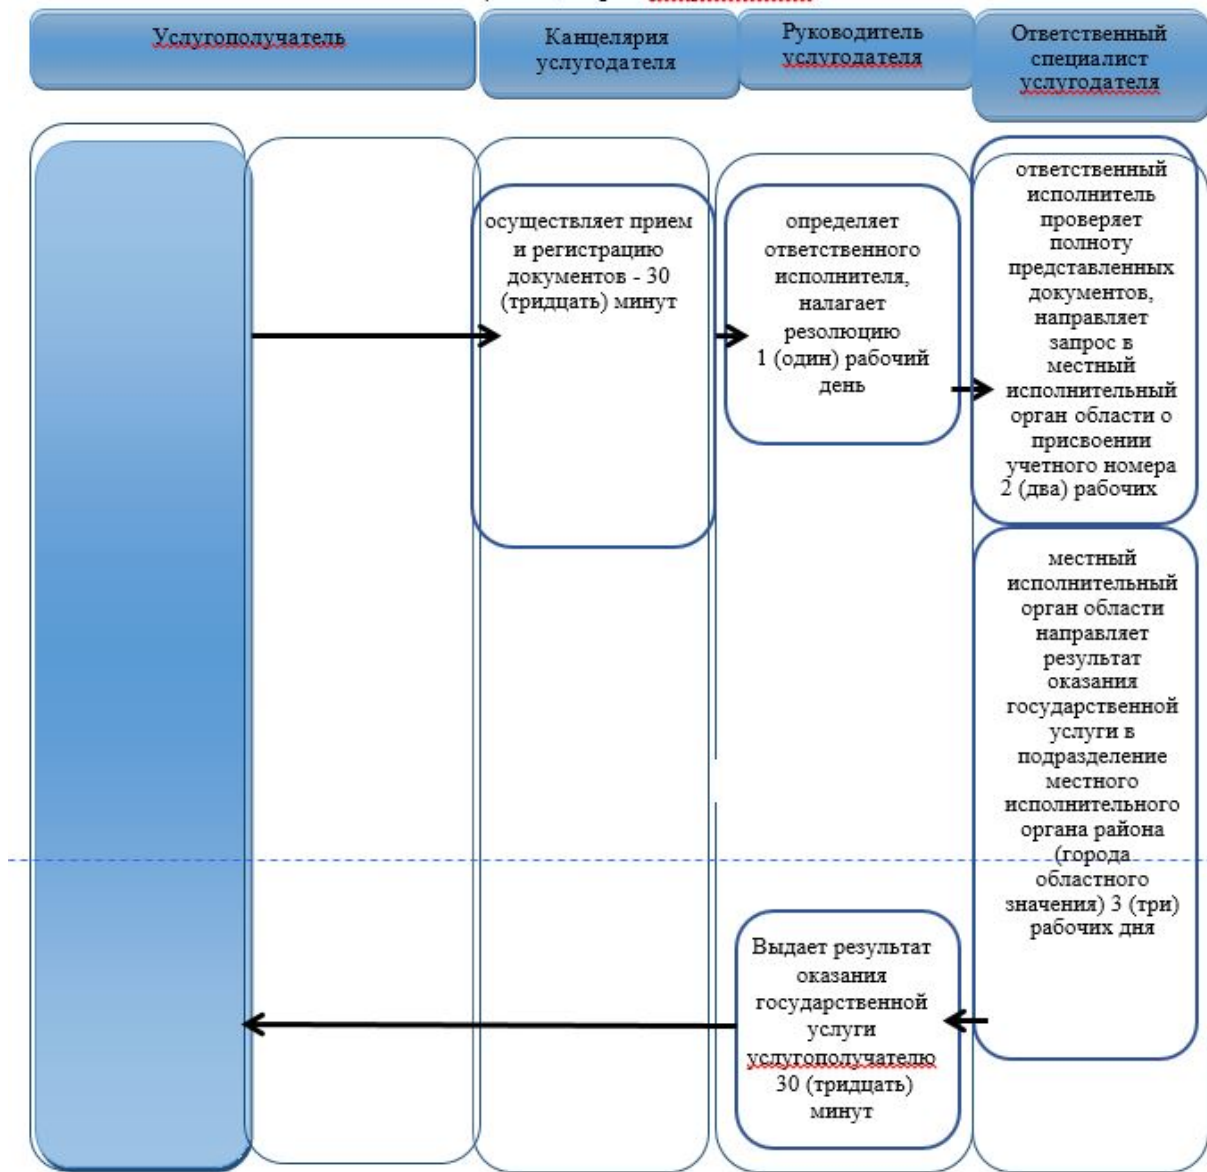 Услугополучатель
Канцелярия
услугодателя
Руководитель
услугодателя
Ответственный
специалист
услугодателя
осуществляет прием
и регистрацию
документов - 30
(тридцать) минут
определяет
ответственного
исполнителя,
налагает
резолюцию
1 (один) рабочий
день
ответственный
исполнитель
проверяет
полноту
представленных
документов,
направляет
запрос в
местный
исполнительный
орган области о
присвоении
учетного номера
2 (два) рабочих
местный
исполнительный
орган области
направляет
результат
оказания
государственной
услуги в
подразделение
местного
исполнительного
органа района
(города
областного
значения) 3 (три)
рабочих дня
Выдает результат
оказания
государственной
услуги
услугополучателю
30 (тридцать)
минут